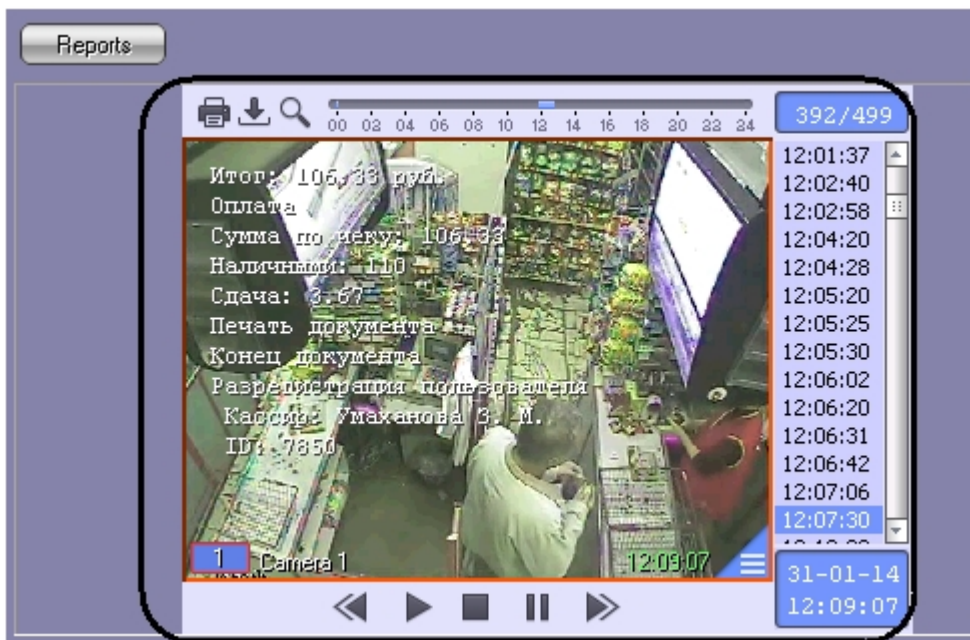 Reports
00 02 04 06 08 10 12 14 16 18 20 22 24
392/499
Итог: 106,33 руб.
Оплата
Сумма по чеку: 106,33
Наличными: 110
Сдача: 3.67
Печать документа
Конец документа
Разрегистрация пользователя
Кассир: Умаханова З. М.
ID: 7850
12:01:37
12:02:40
12:02:58
12:04:20
12:04:28
12:05:20
12:05:25
12:05:30
12:06:02
12:06:20
12:06:31
12:06:42
12:07:06
12:07:30
1 Camera 1 12:09:07
31-01-14
12:09:07